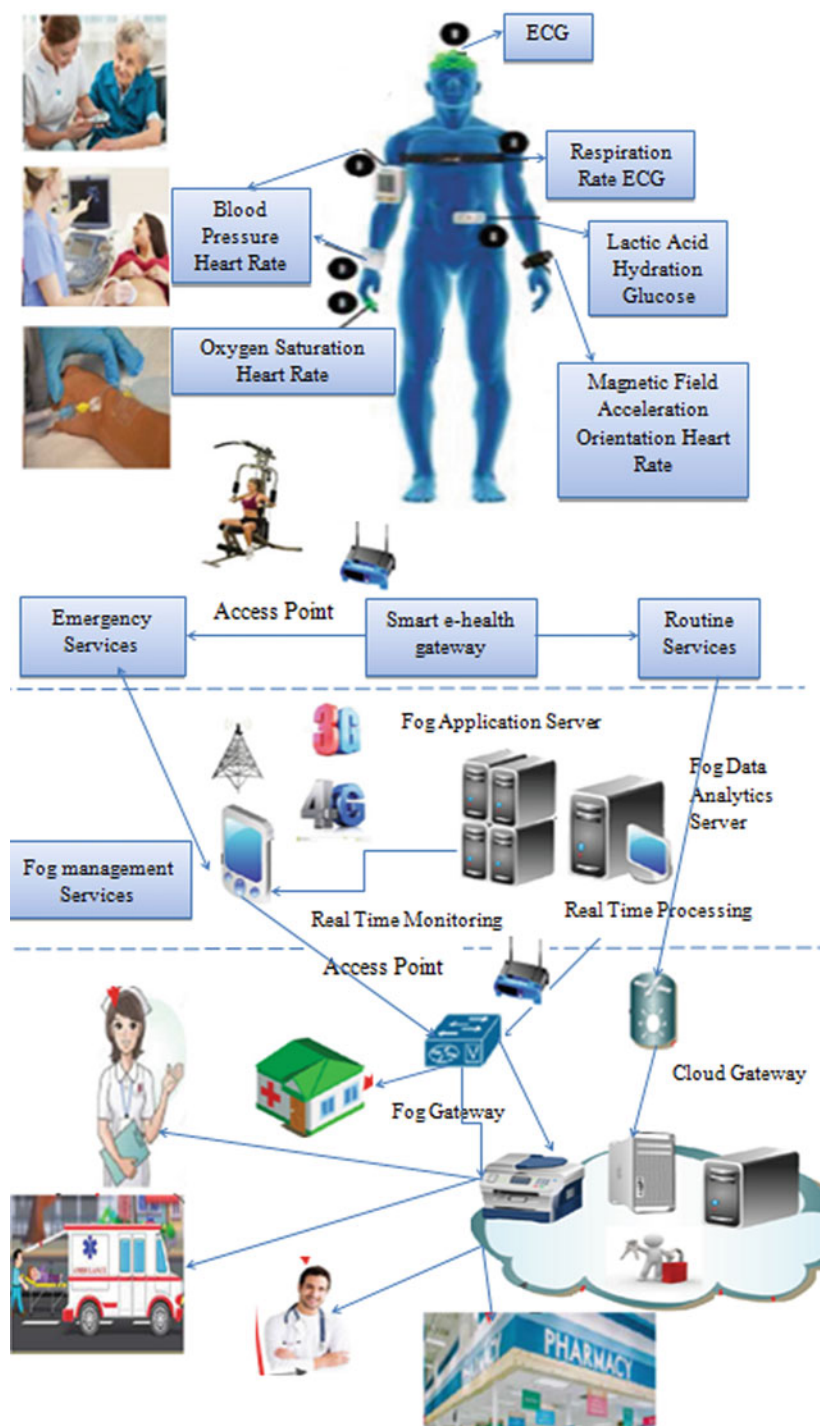 ECG
Respiration
Rate ECG
Blood
Pressure
Heart Rate
Lactic Acid
Hydration
Glucose
Oxygen Saturation
Heart Rate
Magnetic Field
Acceleration
Orientation Heart
Rate
Emergency
Services
Access Point
Smart e-health
gateway
Routine
Services
3G
4G
Fog Application Server
Fog Data
Analytics
Server
Fog management
Services
Real Time Monitoring
Real Time Processing
Access Point
Cloud Gateway
Fog Gateway
AMBULANCE
PHARMACY